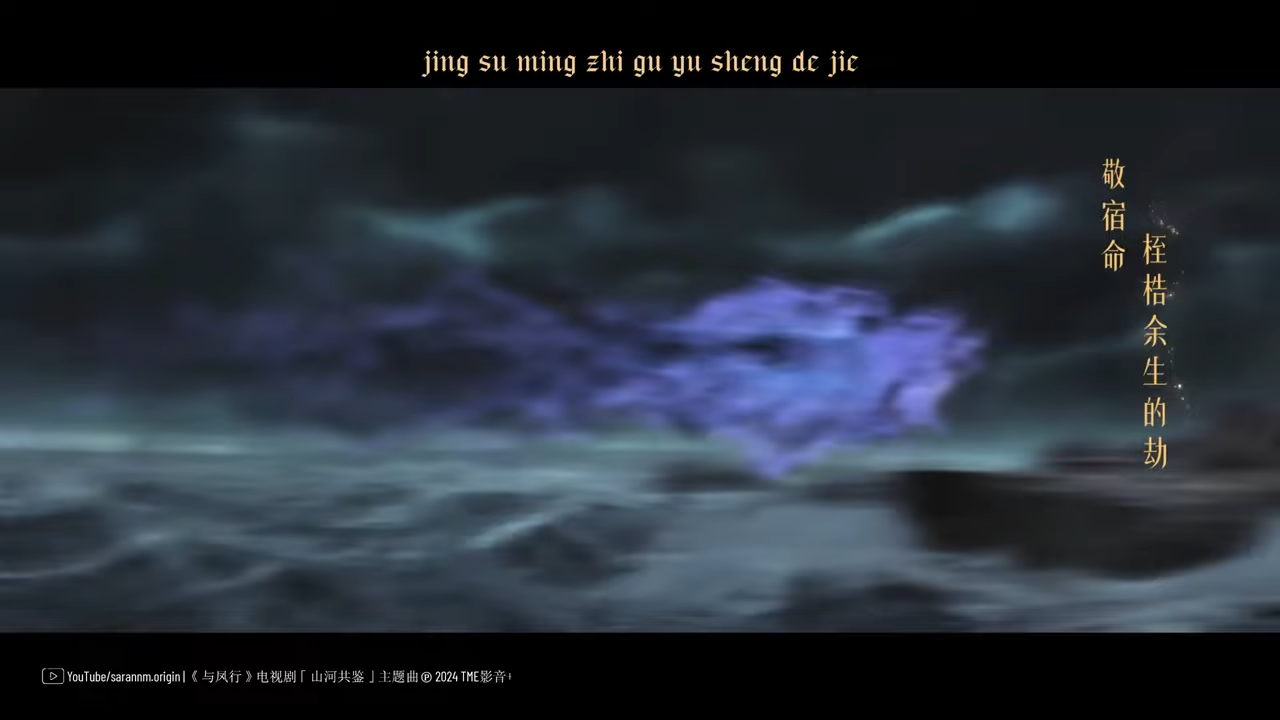 jing su ming zhi gu yu sheng de jie
敬宿命
桎梏余生的劫
YouTube/sarannm.origin |《 与凤行 》电视剧「 山河共鉴 」主题曲℗ 2024 TME影音+